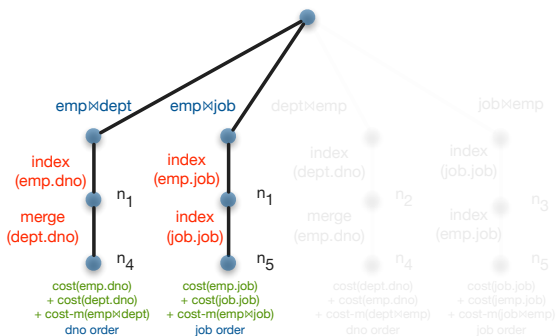 emp⋈dept
emp⋈job
dept⋈emp
job⋈emp
index
(emp.dno)
n1
merge
(dept.dno)
n4
cost(emp.dno)
+ cost(dept.dno)
+ cost-m(emp⋈dept)
dno order
index
(emp.job)
n1
index
(job.job)
n5
cost(emp.job)
+ cost(job.job)
+ cost-m(emp⋈job)
job order
index
(dept.dno)
n2
merge
(emp.dno)
n4
cost(dept.dno)
+ cost(emp.dno)
+ cost-m(dept⋈emp)
dno order
index
(job.job)
n3
index
(emp.job)
n5
cost(job.job)
+ cost(emp.job)
+ cost-m(job⋈emp)
job order